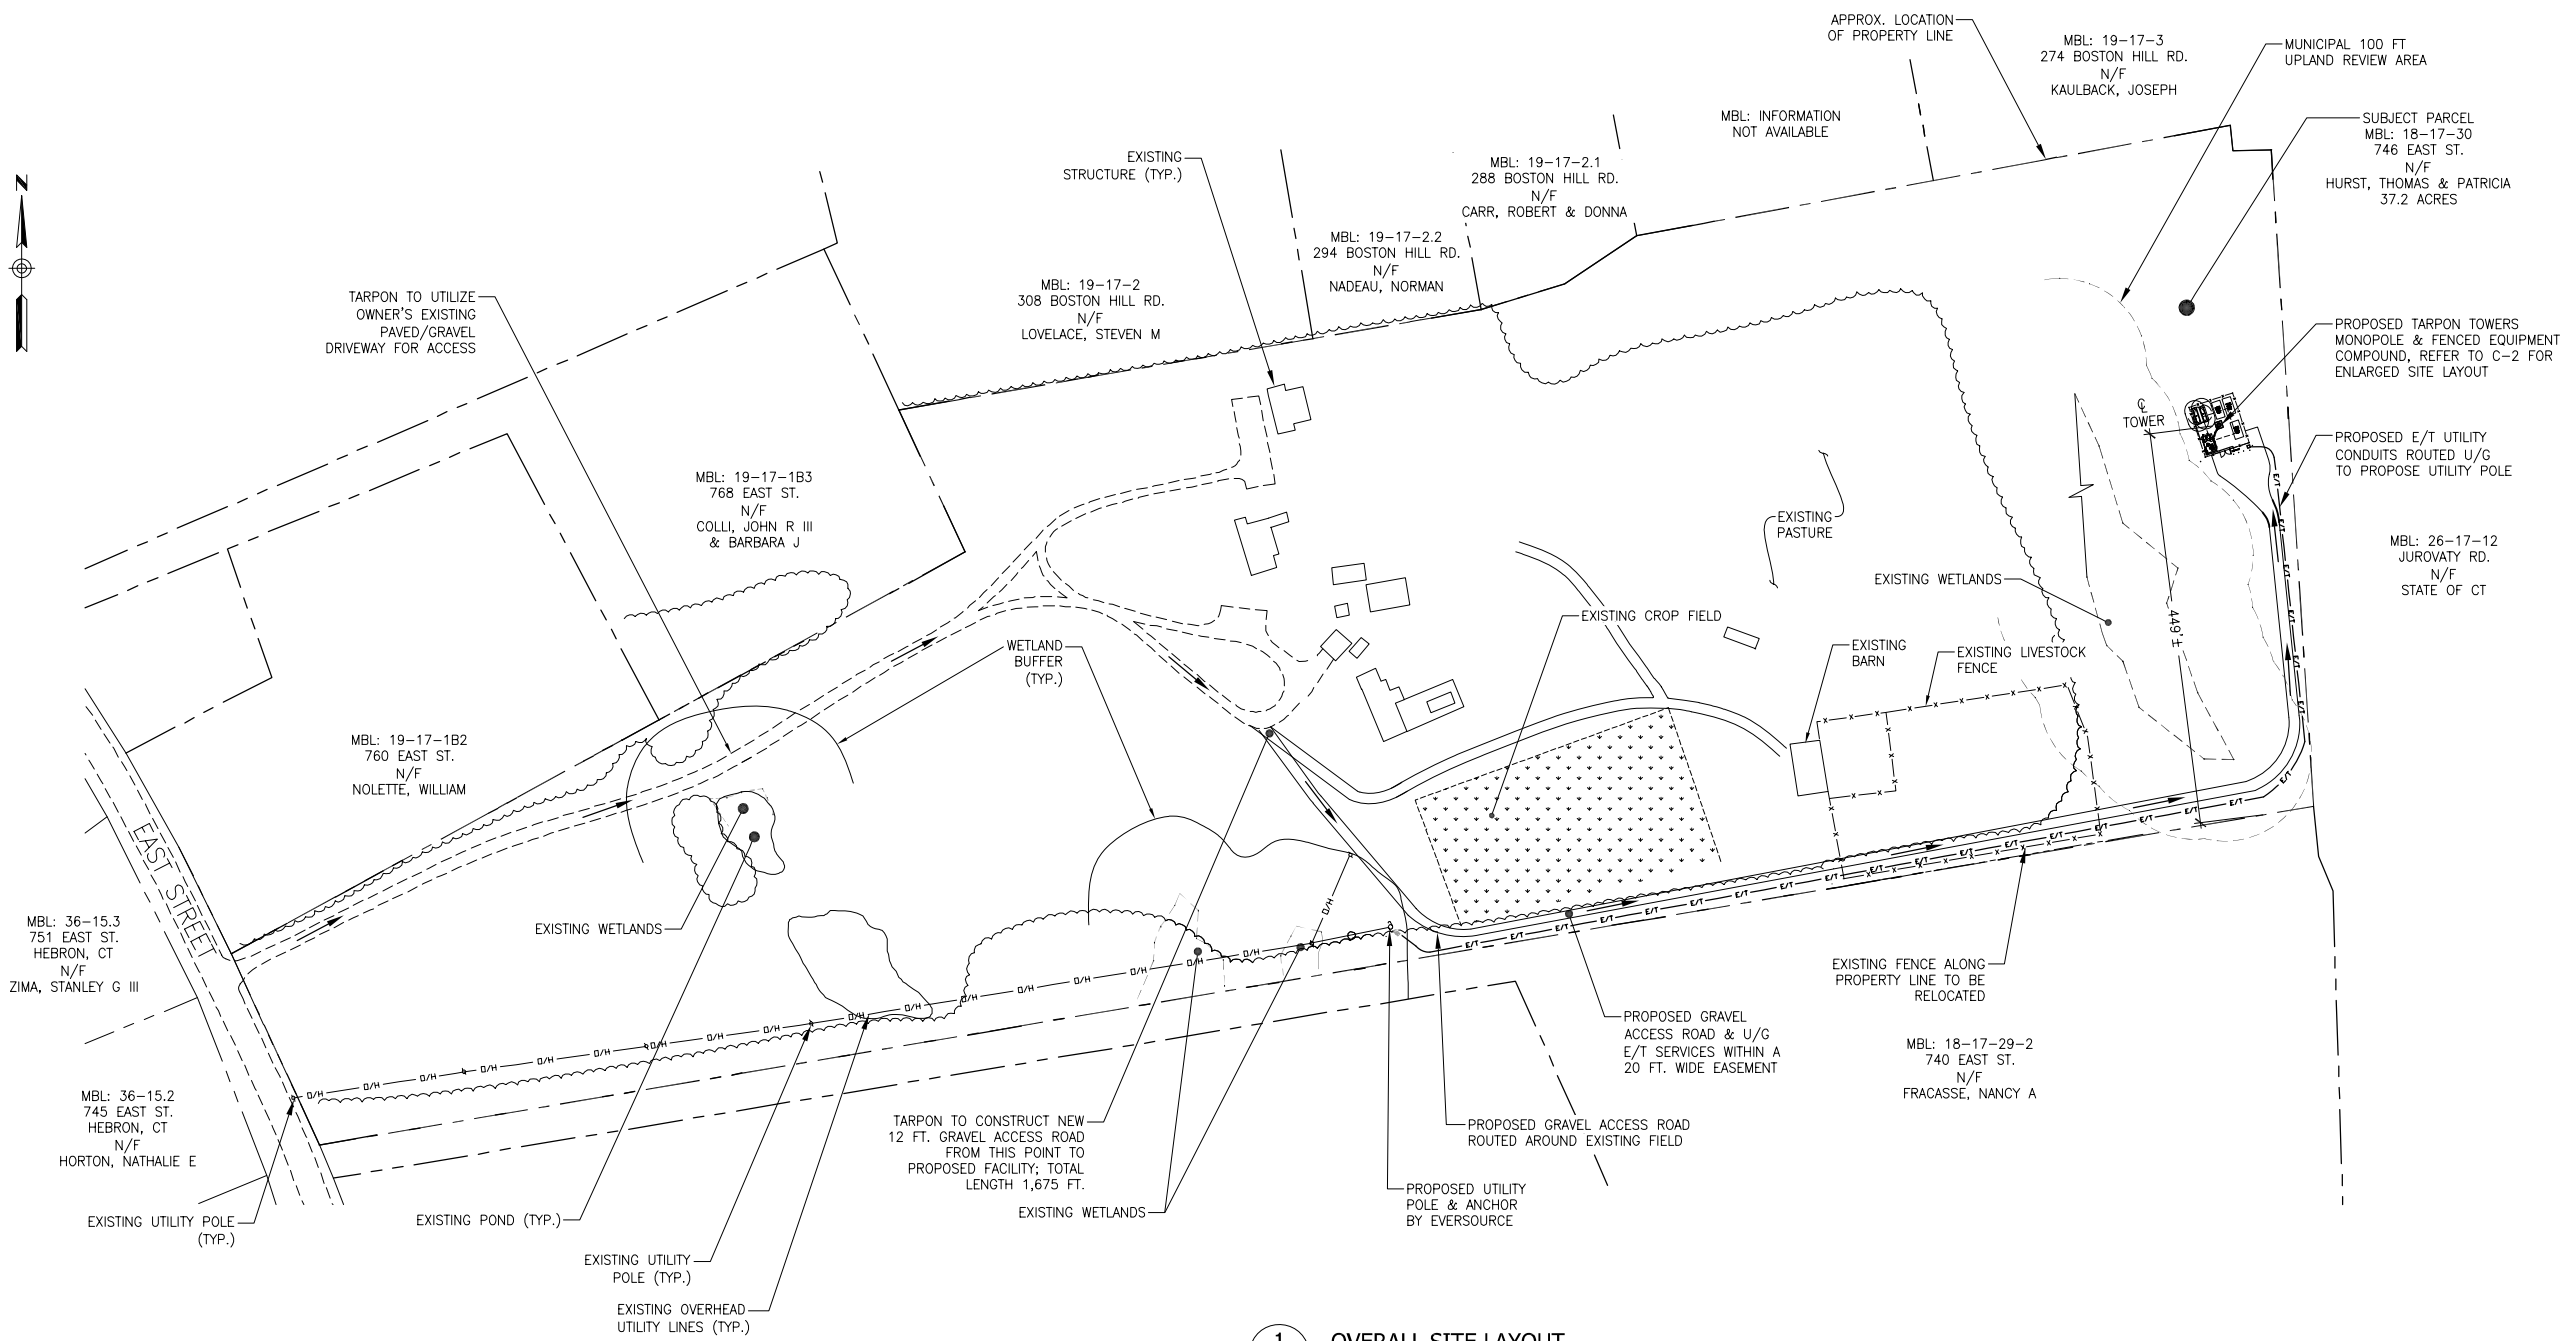 APPROX. LOCATION
OF PROPERTY LINE
MBL: 19-17-3
274 BOSTON HILL RD.
N/F
KAULBACK, JOSEPH
MUNICIPAL 100 FT
UPLAND REVIEW AREA
MBL: INFORMATION
NOT AVAILABLE
SUBJECT PARCEL
MBL: 18-17-30
746 EAST ST.
N/F
HURST, THOMAS & PATRICIA
37.2 ACRES
EXISTING
STRUCTURE (TYP.)
MBL: 19-17-2.1
288 BOSTON HILL RD.
N/F
CARR, ROBERT & DONNA
N
MBL: 19-17-2.2
294 BOSTON HILL RD.
N/F
NADEAU, NORMAN
MBL: 19-17-2
308 BOSTON HILL RD.
N/F
LOVELACE, STEVEN M
TARPON TO UTILIZE
OWNER'S EXISTING
PAVED/GRAVEL
DRIVEWAY FOR ACCESS
PROPOSED TARPON TOWERS
MONOPOLE & FENCED EQUIPMENT
COMPOUND, REFER TO C-2 FOR
ENLARGED SITE LAYOUT
℄
TOWER
PROPOSED E/T UTILITY
CONDUITS ROUTED U/G
TO PROPOSE UTILITY POLE
MBL: 19-17-1B3
768 EAST ST.
N/F
COLLI, JOHN R III
& BARBARA J
EXISTING
PASTURE
MBL: 26-17-12
JUROVATY RD.
N/F
STATE OF CT
EXISTING WETLANDS
449'±
EXISTING CROP FIELD
WETLAND
BUFFER
(TYP.)
EXISTING
BARN
EXISTING LIVESTOCK
FENCE
MBL: 19-17-1B2
760 EAST ST.
N/F
NOLETTE, WILLIAM
EAST STREET
MBL: 36-15.3
751 EAST ST.
HEBRON, CT
N/F
ZIMA, STANLEY G III
EXISTING WETLANDS
EXISTING FENCE ALONG
PROPERTY LINE TO BE
RELOCATED
PROPOSED GRAVEL
ACCESS ROAD & U/G
E/T SERVICES WITHIN A
20 FT. WIDE EASEMENT
MBL: 18-17-29-2
740 EAST ST.
N/F
FRACASSE, NANCY A
MBL: 36-15.2
745 EAST ST.
HEBRON, CT
N/F
HORTON, NATHALIE E
TARPON TO CONSTRUCT NEW
12 FT. GRAVEL ACCESS ROAD
FROM THIS POINT TO
PROPOSED FACILITY; TOTAL
LENGTH 1,675 FT.
PROPOSED GRAVEL ACCESS ROAD
ROUTED AROUND EXISTING FIELD
PROPOSED UTILITY
POLE & ANCHOR
BY EVERSOURCE
EXISTING WETLANDS
EXISTING UTILITY POLE
(TYP.)
EXISTING POND (TYP.)
EXISTING UTILITY
POLE (TYP.)
EXISTING OVERHEAD
UTILITY LINES (TYP.)
1
OVERALL SITE LAYOUT